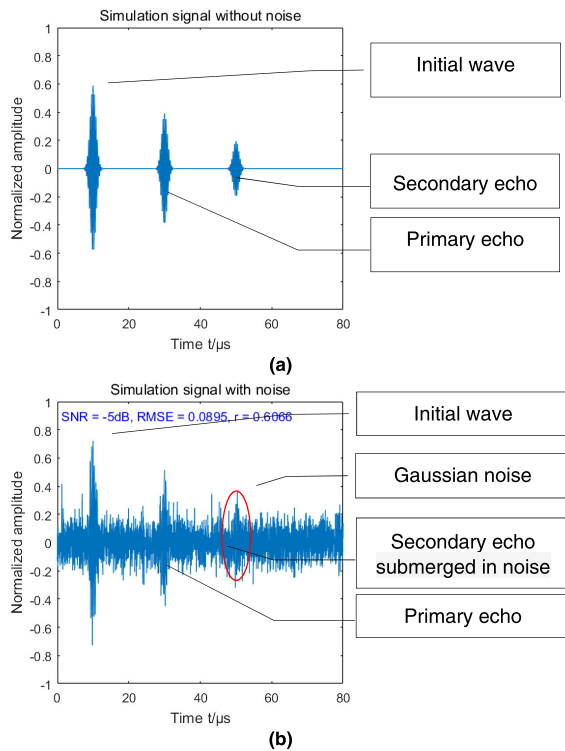 Simulation signal without noise
1
0.8
0.6
0.4
0.2
0
-0.2
-0.4
-0.6
-0.8
-1
Normalized amplitude
0 20 40 60 80
Time t/μs
Initial wave
Secondary echo
Primary echo
(a)
Simulation signal with noise
SNR = -5dB, RMSE = 0.0895, r = 0.6066
1
0.8
0.6
0.4
0.2
0
-0.2
-0.4
-0.6
-0.8
-1
Normalized amplitude
0 20 40 60 80
Time t/μs
Initial wave
Gaussian noise
Secondary echo
submerged in noise
Primary echo
(b)